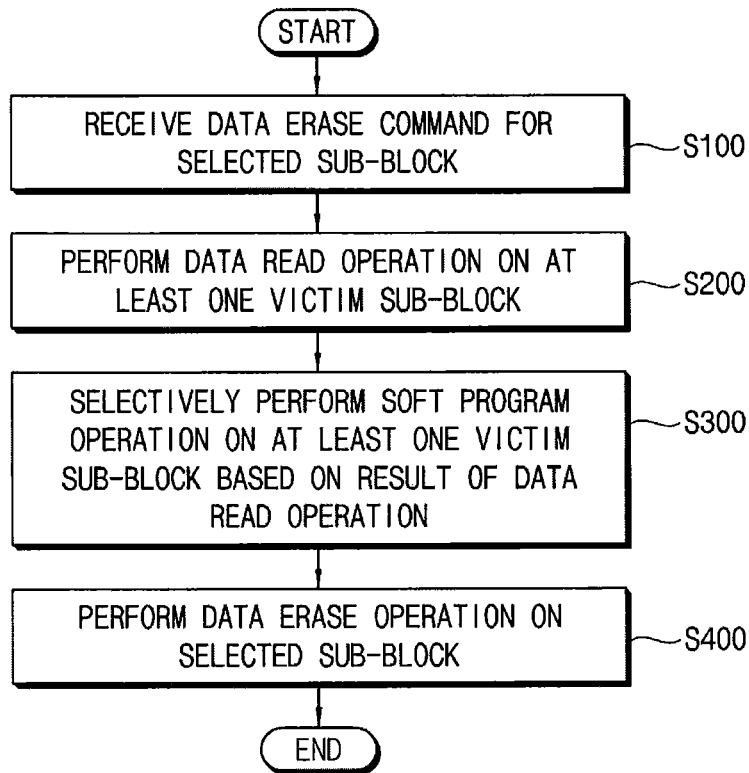 START
RECEIVE DATA ERASE COMMAND FOR
SELECTED SUB-BLOCK
S100
PERFORM DATA READ OPERATION ON AT
LEAST ONE VICTIM SUB-BLOCK
S200
SELECTIVELY PERFORM SOFT PROGRAM
OPERATION ON AT LEAST ONE VICTIM
SUB-BLOCK BASED ON RESULT OF DATA
READ OPERATION
S300
PERFORM DATA ERASE OPERATION ON
SELECTED SUB-BLOCK
S400
END